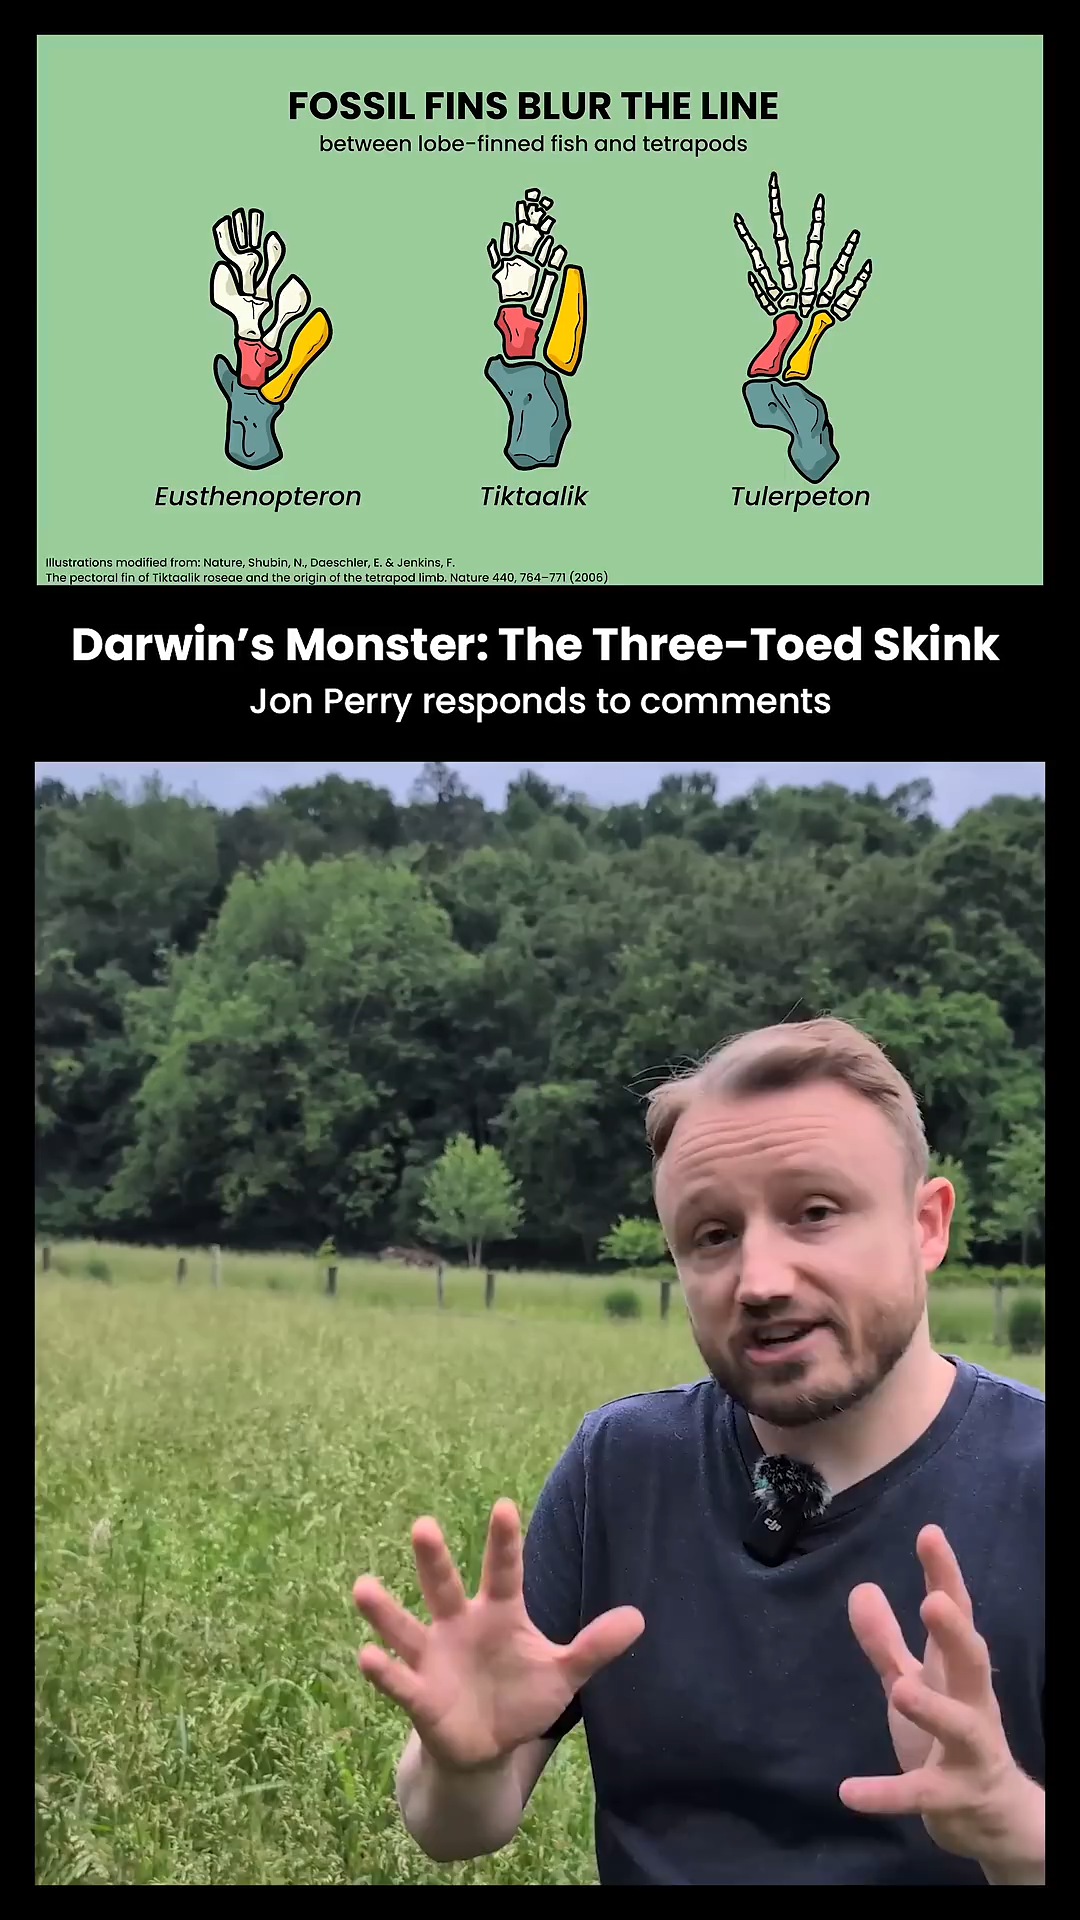 FOSSIL FINS BLUR THE LINE
between lobe-finned fish and tetrapods
Eusthenopteron
Tiktaalik
Tulerpeton
Illustrations modified from: Nature, Shubin, N., Daeschler, E. & Jenkins, F.
The pectoral fin of Tiktaalik roseae and the origin of the tetrapod limb. Nature 440, 764–771 (2006)
Darwin’s Monster: The Three-Toed Skink
Jon Perry responds to comments
dji